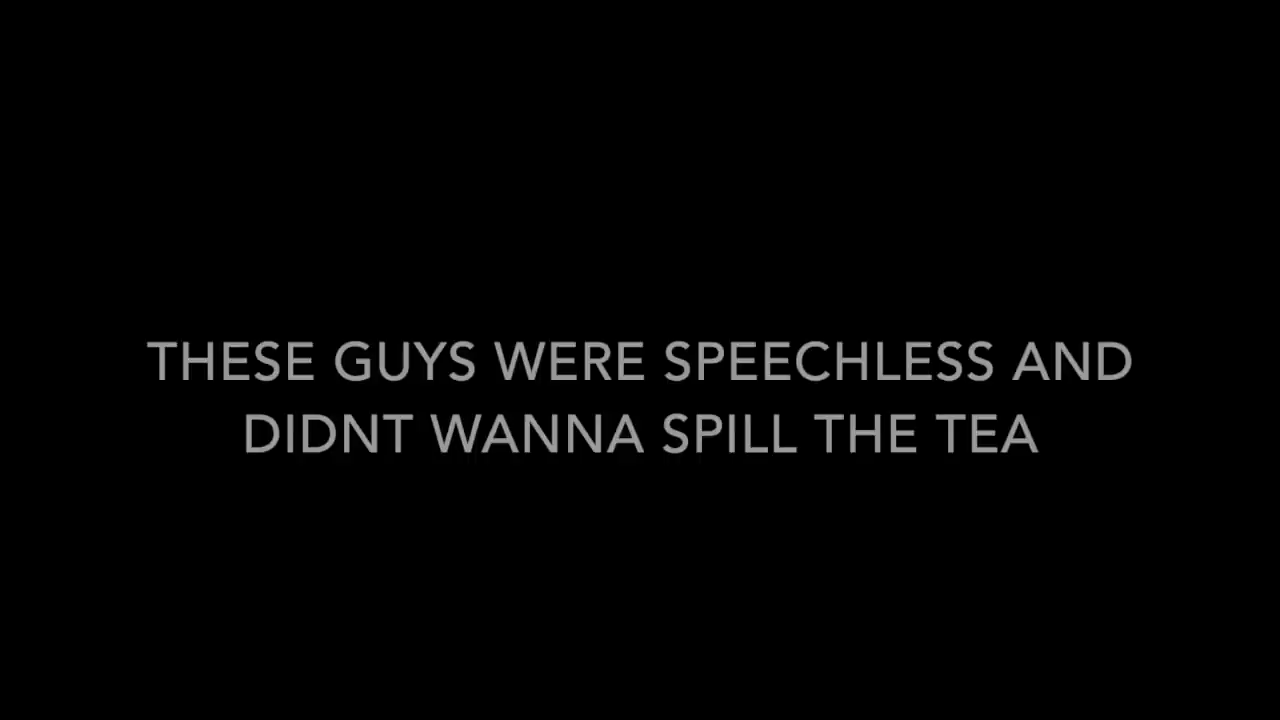 THESE GUYS WERE SPEECHLESS AND
DIDNT WANNA SPILL THE TEA